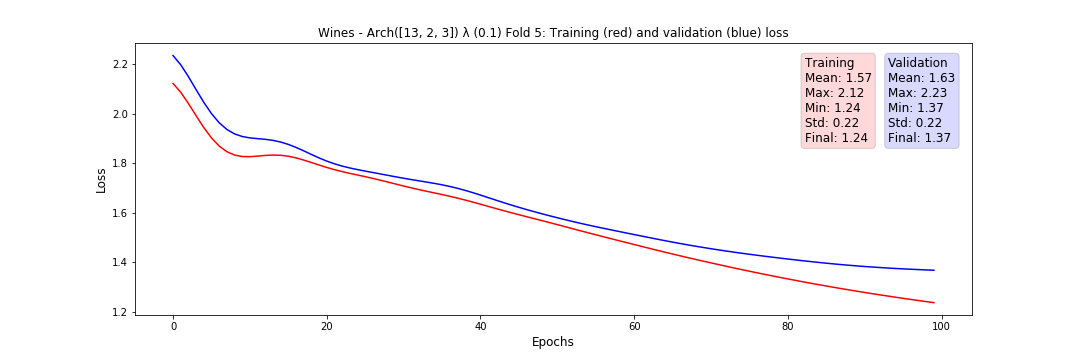 Wines - Arch([13, 2, 3]) λ (0.1) Fold 5: Training (red) and validation (blue) loss
Training
Mean: 1.57
Max: 2.12
Min: 1.24
Std: 0.22
Final: 1.24
Validation
Mean: 1.63
Max: 2.23
Min: 1.37
Std: 0.22
Final: 1.37
Loss
2.2
2.0
1.8
1.6
1.4
1.2
0
20
40
60
80
100
Epochs